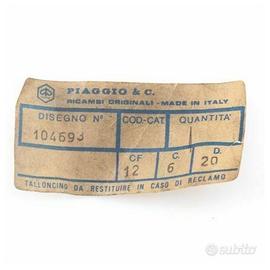 PIAGGIO & C.
RICAMBI ORIGINALI - MADE IN ITALY
DISEGNO N° COD-CAT. QUANTITA'
104693
CF C. D.
12 6 20
TALLONCINO DA RESTITUIRE IN CASO DI RECLAMO
subito